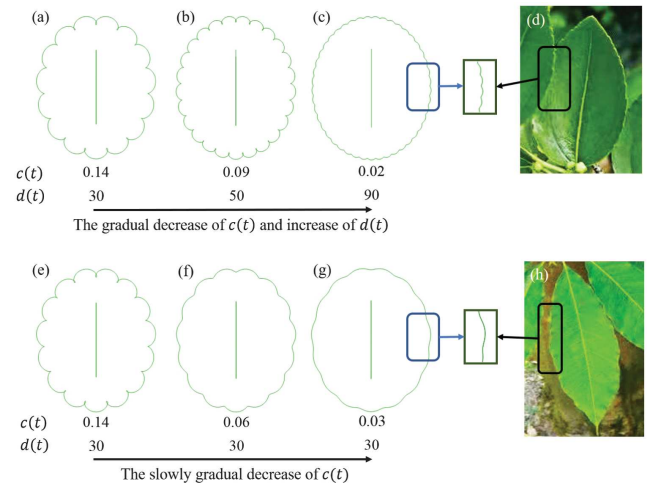 (a) (b) (c) (d)
c(t) 0.14 0.09 0.02
d(t) 30 50 90
The gradual decrease of c(t) and increase of d(t)
(e) (f) (g) (h)
c(t) 0.14 0.06 0.03
d(t) 30 30 30
The slowly gradual decrease of c(t)